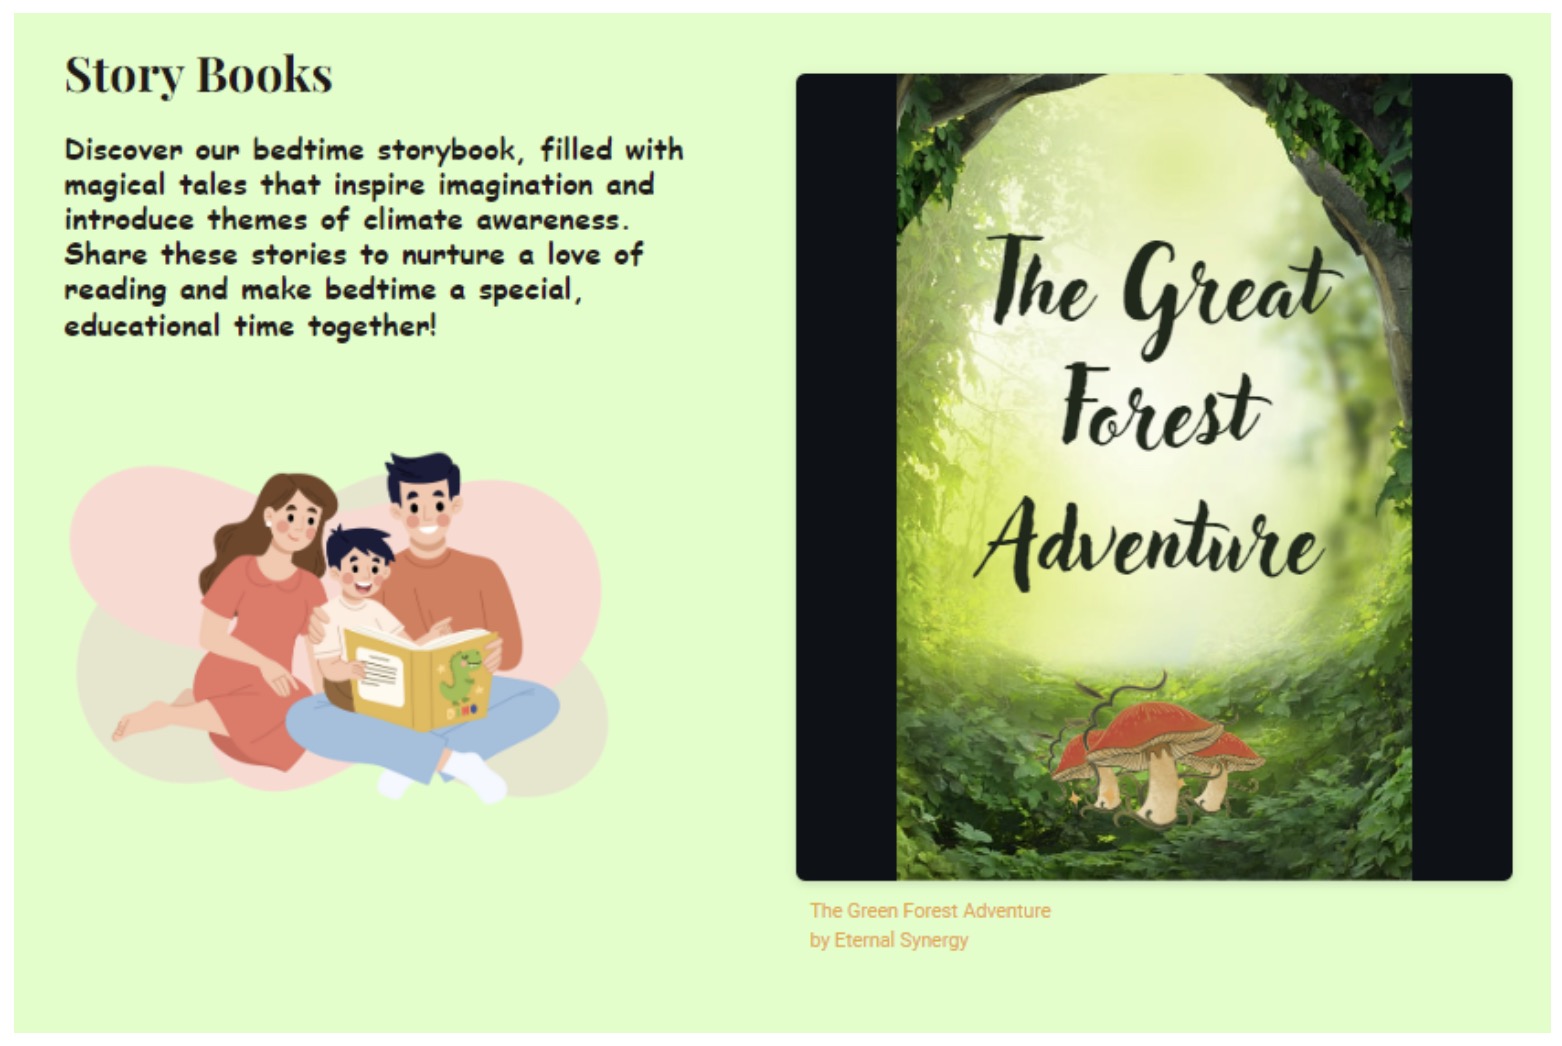 Story Books
Discover our bedtime storybook, filled with
magical tales that inspire imagination and
introduce themes of climate awareness.
Share these stories to nurture a love of
reading and make bedtime a special,
educational time together!
The Great
Forest
Adventure
The Green Forest Adventure
by Eternal Synergy